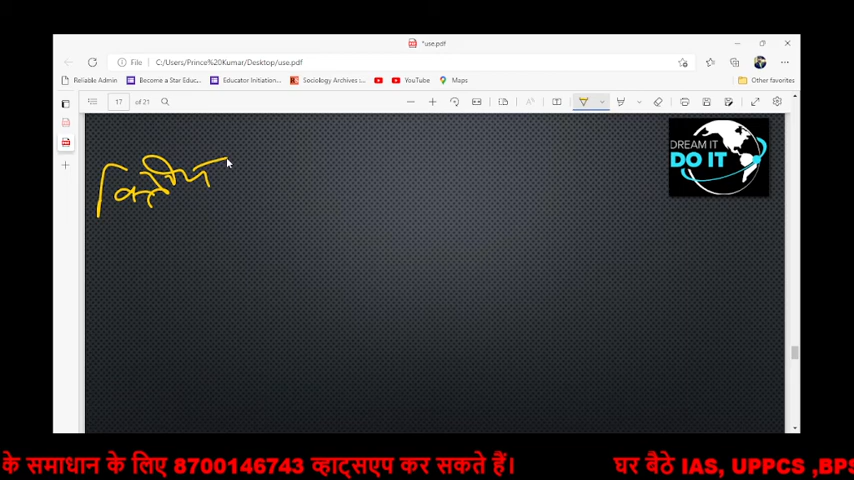 *use.pdf
File C:/Users/Prince%20Kumar/Desktop/use.pdf
Reliable Admin Become a Star Educ... Educator Initiation... Sociology Archives :... YouTube Maps Other favorites
17 of 21
DREAM IT
DO IT
के समाधान के लिए 8700146743 व्हाट्सएप कर सकते हैं। घर बैठे IAS, UPPCS ,BPS